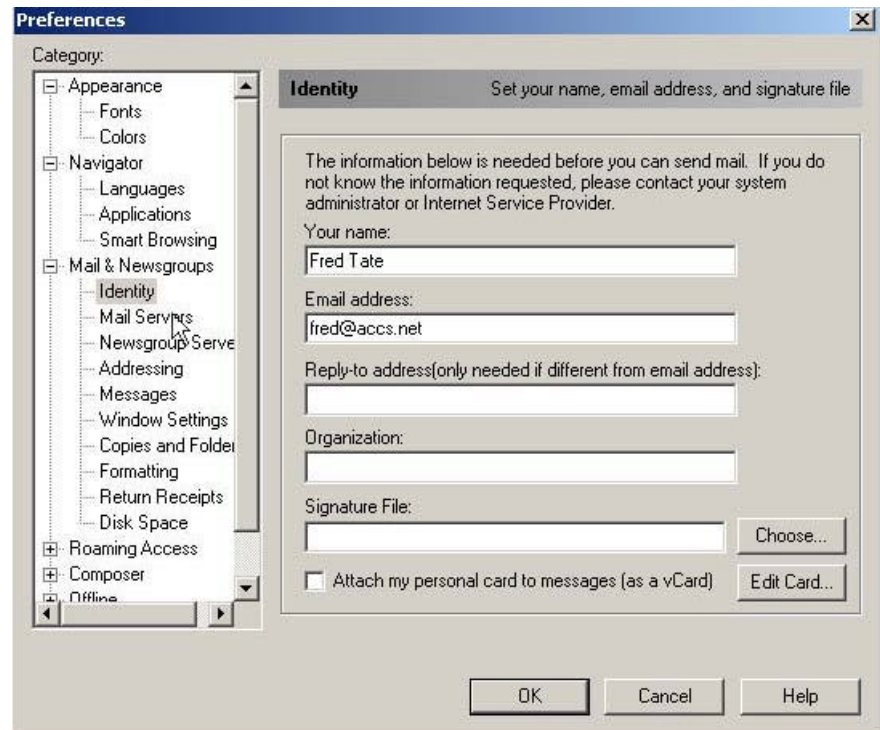 Preferences
Category:
Appearance
Fonts
Colors
Navigator
Languages
Applications
Smart Browsing
Mail & Newsgroups
Identity
Mail Servers
Newsgroup Serve
Addressing
Messages
Window Settings
Copies and Folder
Formatting
Return Receipts
Disk Space
Roaming Access
Composer
Offline
Identity Set your name, email address, and signature file
The information below is needed before you can send mail. If you do
not know the information requested, please contact your system
administrator or Internet Service Provider.
Your name:
Fred Tate
Email address:
fred@accs.net
Reply-to address(only needed if different from email address):
Organization:
Signature File:
Choose...
Attach my personal card to messages (as a vCard)
Edit Card...
OK Cancel Help